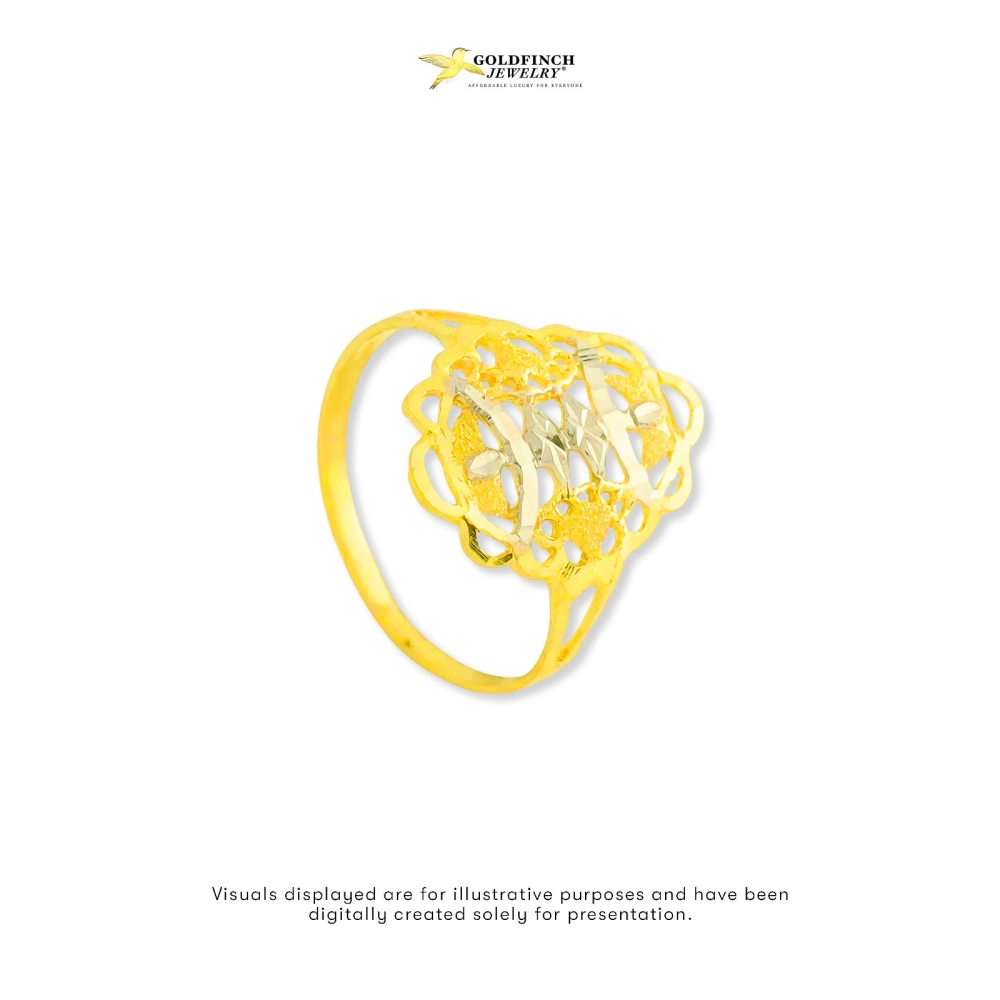 GOLDFINCH
JEWELRY®
AFFORDABLE LUXURY FOR EVERYONE
Visuals displayed are for illustrative purposes and have been
digitally created solely for presentation.